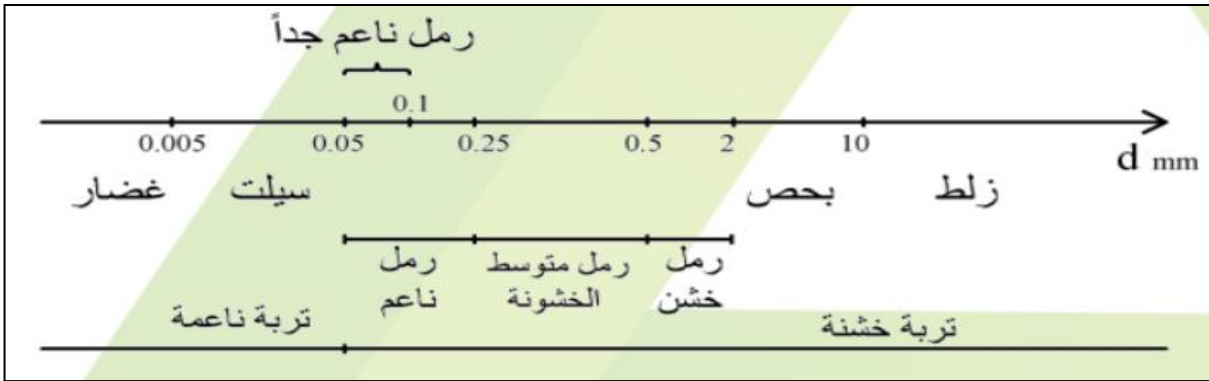 رمل ناعم جداً
0.1
0.005 0.05 0.25 0.5 2 10
d mm
غضار سيلت بحص زلط
رمل ناعم
رمل متوسط الخشونة
رمل خشن
تربة ناعمة تربة خشنة